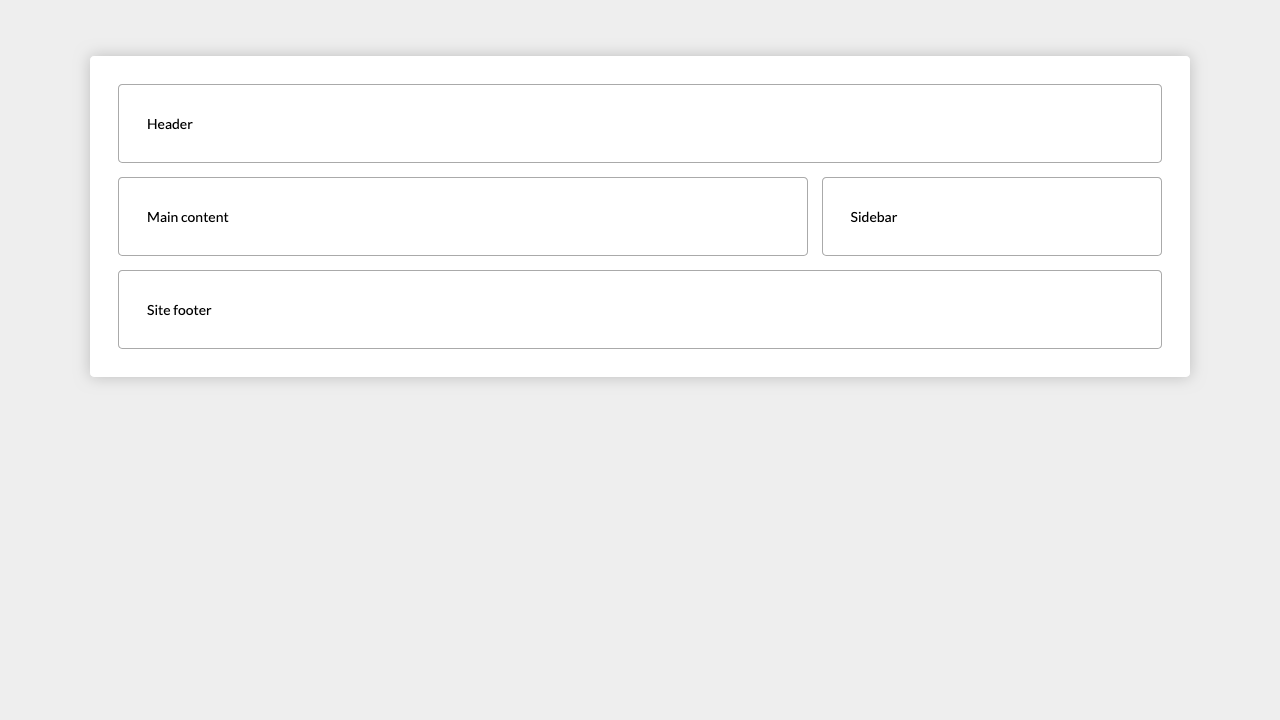 Header
Main content
Sidebar
Site footer